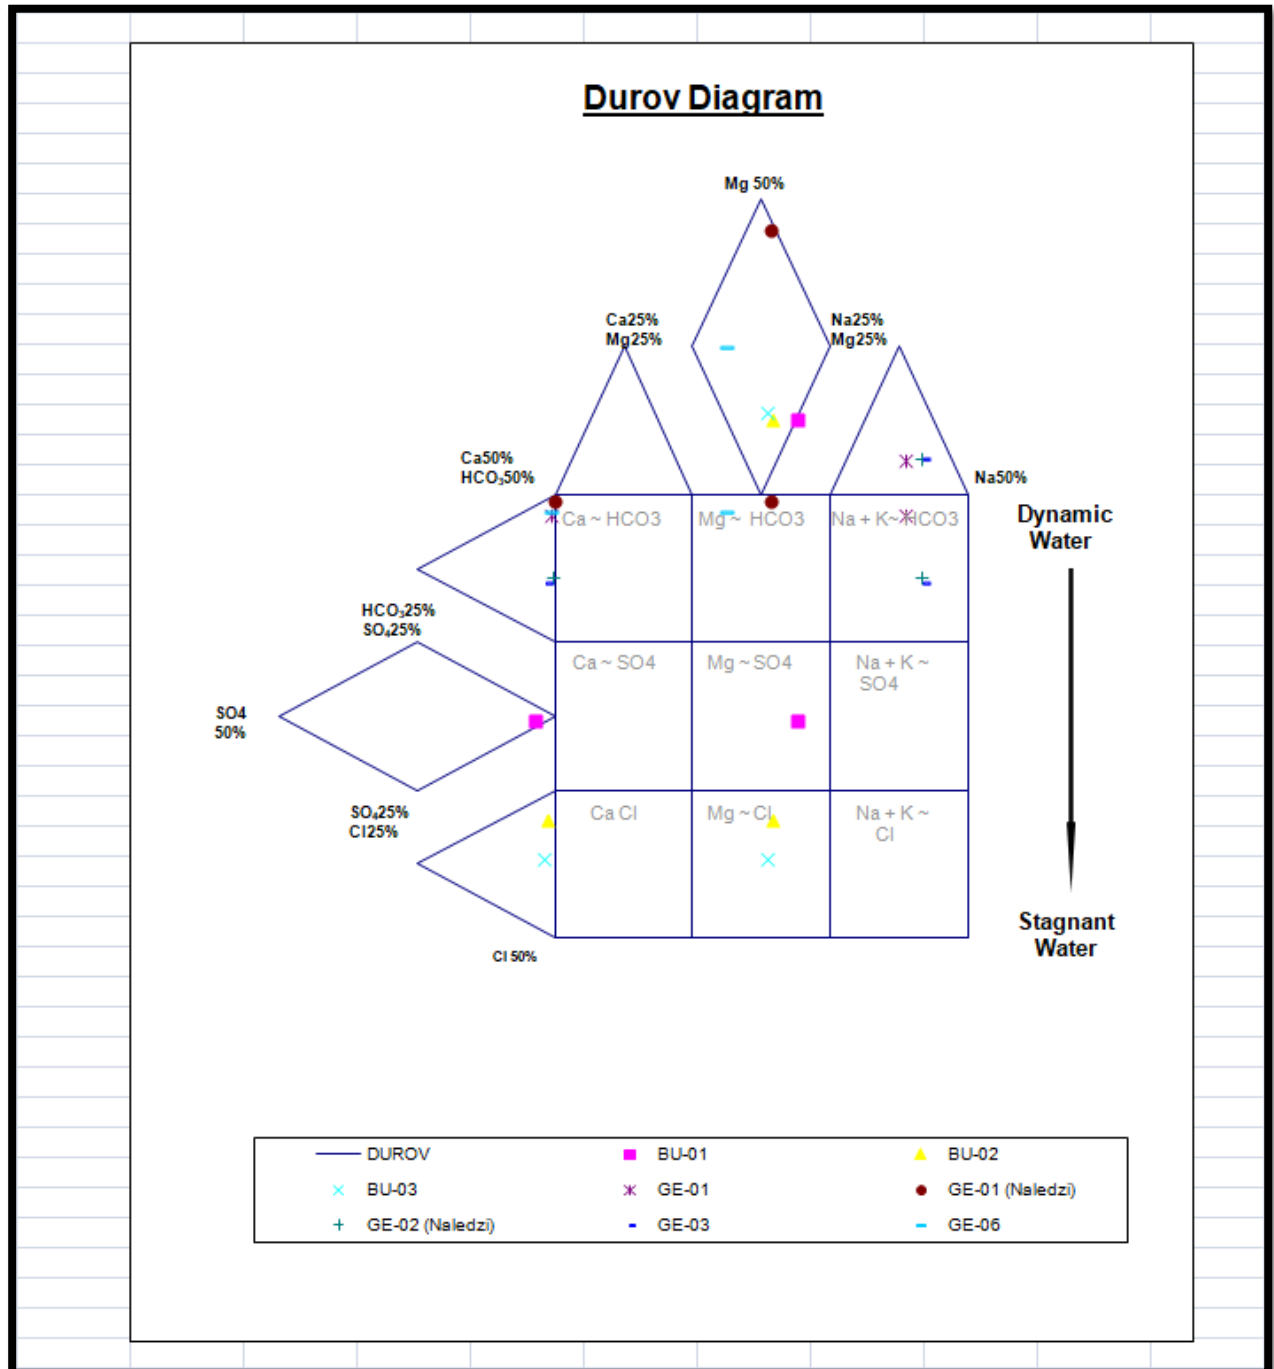 Durov Diagram
Mg 50%
Ca25%
Mg25%
Na25%
Mg25%
Ca50%
HCO₃50%
Na50%
Ca ~ HCO3
Mg ~ HCO3
Na + K~ HCO3
Dynamic
Water
HCO₃25%
SO₄25%
Ca ~ SO4
Mg ~ SO4
Na + K ~
SO4
SO4
50%
SO₄25%
Cl25%
Ca Cl
Mg ~ Cl
Na + K ~
Cl
Stagnant
Water
Cl 50%
DUROV
BU-01
BU-02
BU-03
GE-01
GE-01 (Naledzi)
GE-02 (Naledzi)
GE-03
GE-06